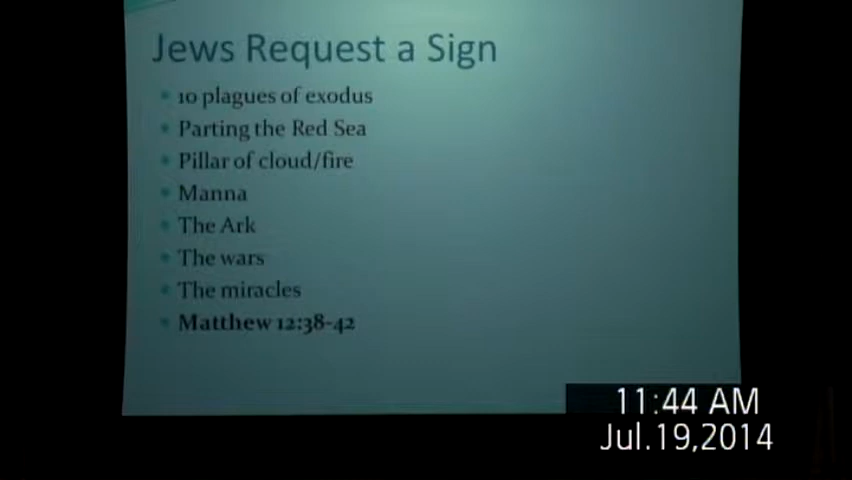 Jews Request a Sign
10 plagues of exodus
Parting the Red Sea
Pillar of cloud/fire
Manna
The Ark
The wars
The miracles
Matthew 12:38-42
11:44 AM
Jul.19,2014